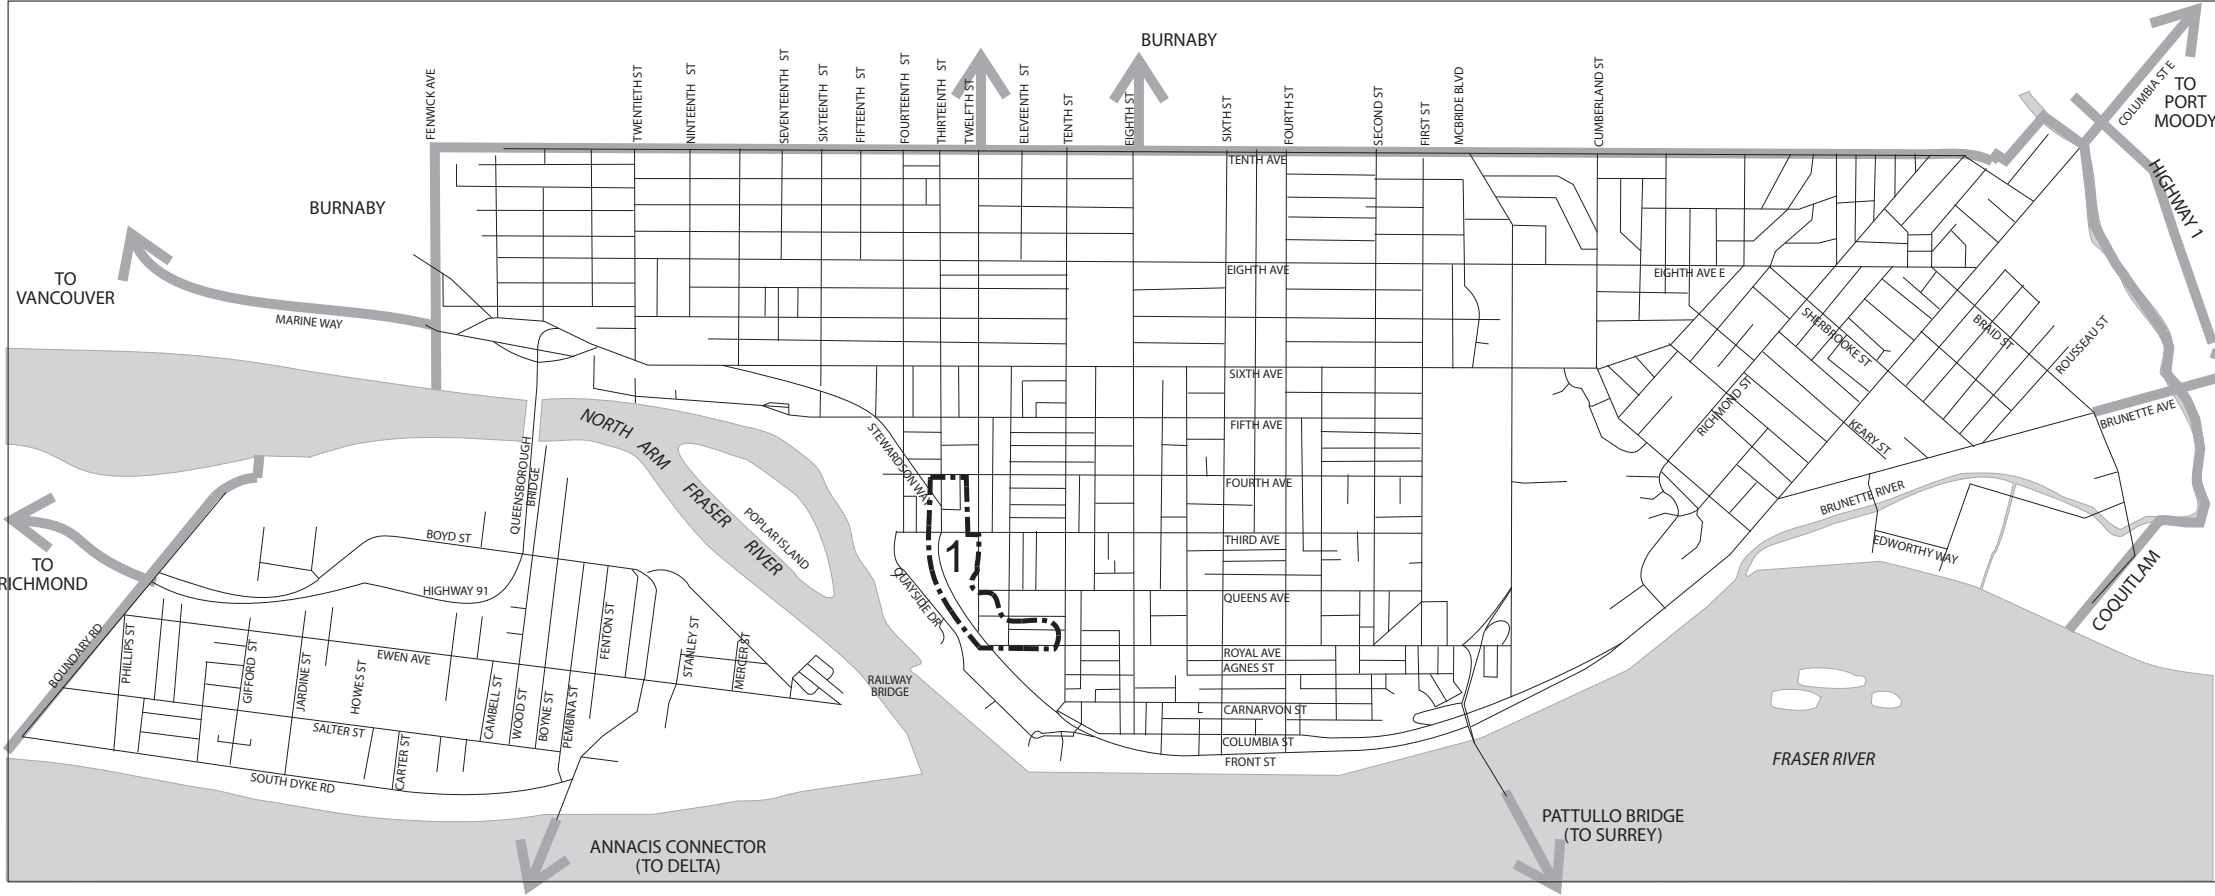 BURNABY
FENWICK AVE
TWENTIETH ST
NINTEENTH ST
SEVENTEENTH ST
SIXTEENTH ST
FIFTEENTH ST
FOURTEENTH ST
THIRTEENTH ST
TWELFTH ST
ELEVENTH ST
TENTH ST
EIGHTH ST
SIXTH ST
FOURTH ST
SECOND ST
FIRST ST
MCBRIDE BLVD
CUMBERLAND ST
COLUMBIA ST E
TO
PORT
MOODY
HIGHWAY 1
TENTH AVE
BURNABY
TO
VANCOUVER
MARINE WAY
EIGHTH AVE
EIGHTH AVE E
SHERBROOKE ST
BRAID ST
ROUSSEAU ST
SIXTH AVE
RICHMOND ST
KEARY ST
BRUNETTE AVE
FIFTH AVE
STEWARDSON WAY
NORTH ARM
FRASER
RIVER
POPLAR ISLAND
QUEENSBOROUGH
BRIDGE
FOURTH AVE
BRUNETTE RIVER
BOYD ST
THIRD AVE
1
EDWORTHY WAY
TO
RICHMOND
HIGHWAY 91
QUAYSIDE DR
QUEENS AVE
COQUITLAM
BOUNDARY RD
PHILLIPS ST
GIFFORD ST
JARDINE ST
HOWES ST
EWEN AVE
FENTON ST
STANLEY ST
MERCER ST
CAMBELL ST
WOOD ST
BOYNE ST
PEMBINA ST
RAILWAY
BRIDGE
ROYAL AVE
AGNES ST
CARNARVON ST
SALTER ST
CARTER ST
COLUMBIA ST
FRONT ST
SOUTH DYKE RD
FRASER RIVER
ANNACIS CONNECTOR
(TO DELTA)
PATTULLO BRIDGE
(TO SURREY)